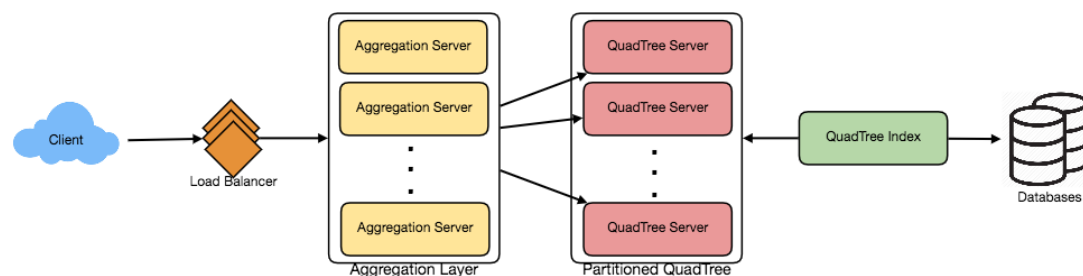 Aggregation Server
QuadTree Server
Aggregation Server
QuadTree Server
Client
QuadTree Index
Load Balancer
Databases
Aggregation Server
QuadTree Server
Aggregation Layer
Partitioned QuadTree